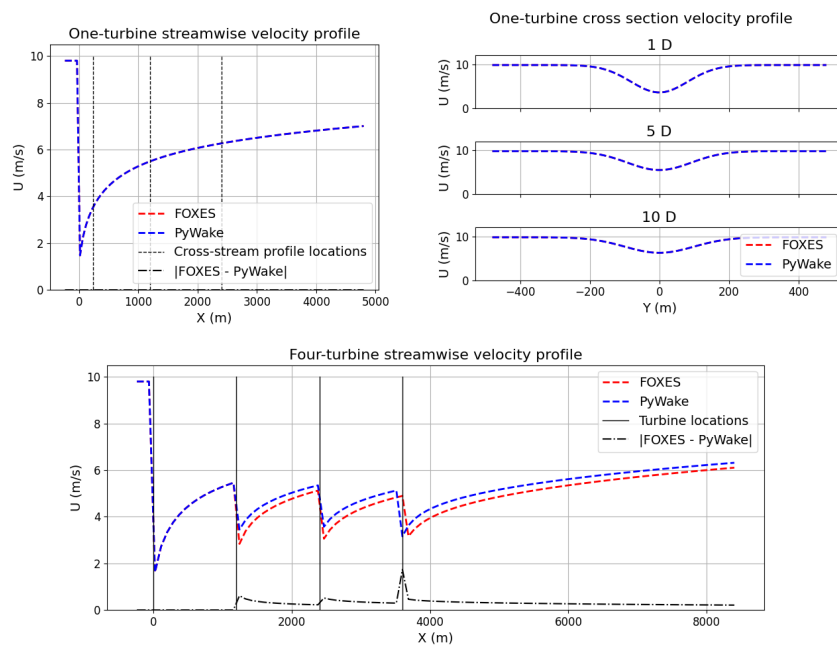 One-turbine streamwise velocity profile
10
8
6
4
2
0
U (m/s)
FOXES
PyWake
Cross-stream profile locations
|FOXES - PyWake|
0
1000
2000
3000
4000
5000
X (m)
One-turbine cross section velocity profile
1 D
10
0
U (m/s)
5 D
10
0
U (m/s)
10 D
10
0
U (m/s)
FOXES
PyWake
−400
−200
0
200
400
Y (m)
Four-turbine streamwise velocity profile
10
8
6
4
2
0
U (m/s)
FOXES
PyWake
Turbine locations
|FOXES - PyWake|
0
2000
4000
6000
8000
X (m)